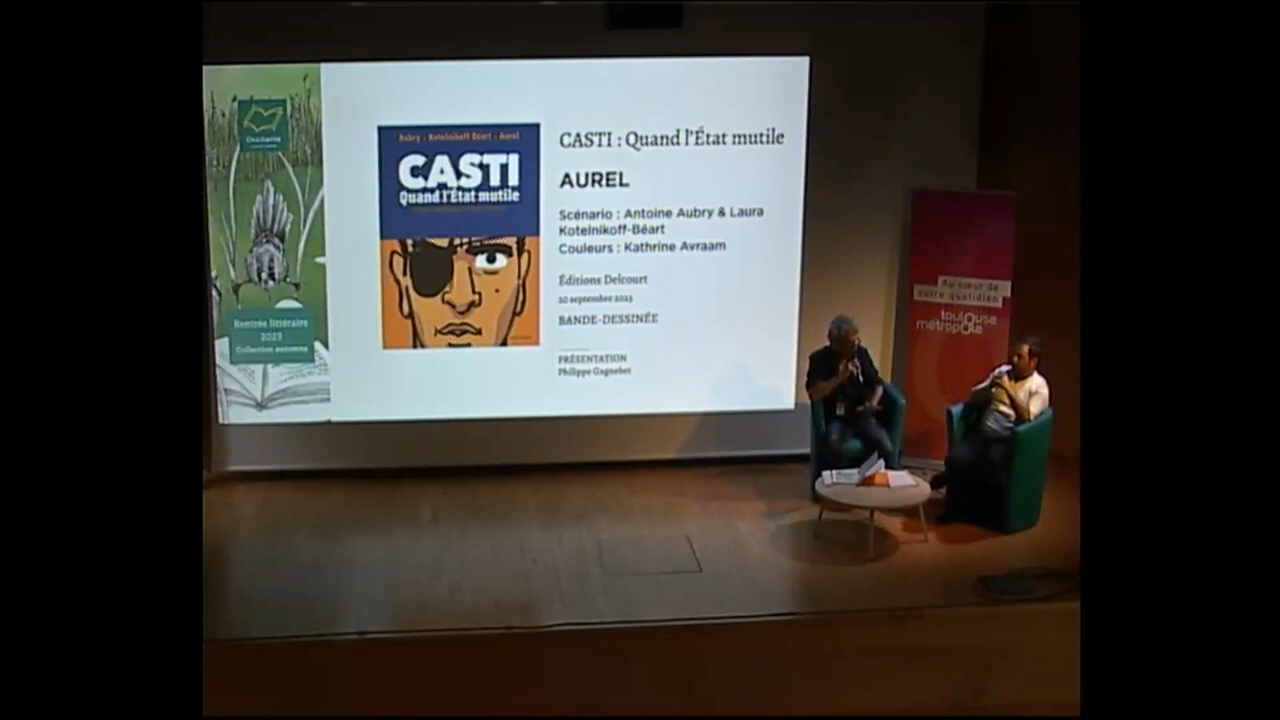 Occitanie
Rentrée littéraire
2023
Collection automne
Aubry - Kotelnikoff-Béart - Aurel
CASTI
Quand l'État mutile
CASTI : Quand l'État mutile
AUREL
Scénario : Antoine Aubry & Laura
Kotelnikoff-Béart
Couleurs : Kathrine Avraam
Éditions Delcourt
20 septembre 2023
BANDE-DESSINÉE
PRÉSENTATION
Philippe Gagnebet
Au cœur de
votre quotidien
toulouse
métropole